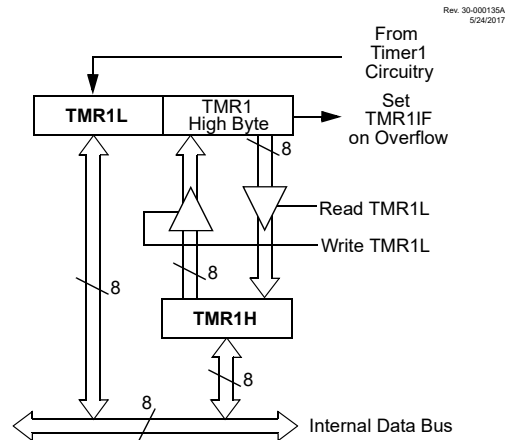 Rev. 30-000135A
5/24/2017
From
Timer1
Circuitry
TMR1L
TMR1
High Byte
Set
TMR1IF
on Overflow
8
Read TMR1L
Write TMR1L
8
8
TMR1H
8
8
Internal Data Bus